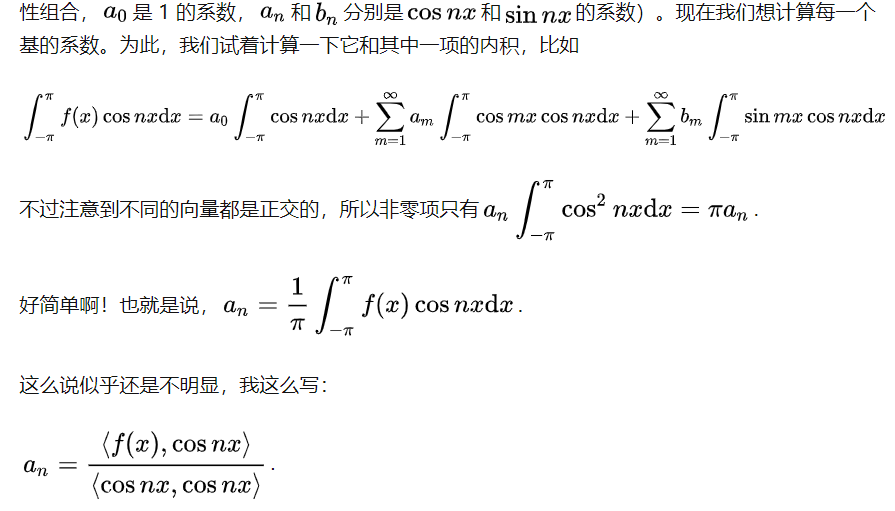 性组合，$a_0$ 是 1 的系数，$a_n$ 和 $b_n$ 分别是 $\cos nx$ 和 $\sin nx$ 的系数）。现在我们想计算每一个
基的系数。为此，我们试着计算一下它和其中一项的内积，比如
$\int_{-\pi}^{\pi} f(x) \cos nx \mathrm{d}x = a_0 \int_{-\pi}^{\pi} \cos nx \mathrm{d}x + \sum_{m=1}^{\infty} a_m \int_{-\pi}^{\pi} \cos mx \cos nx \mathrm{d}x + \sum_{m=1}^{\infty} b_m \int_{-\pi}^{\pi} \sin mx \cos nx \mathrm{d}x$
不过注意到不同的向量都是正交的，所以非零项只有 $a_n \int_{-\pi}^{\pi} \cos^2 nx \mathrm{d}x = \pi a_n$ .
好简单啊！也就是说，$a_n = \frac{1}{\pi} \int_{-\pi}^{\pi} f(x) \cos nx \mathrm{d}x$ .
这么说似乎还是不明显，我这么写：
$a_n = \frac{\langle f(x), \cos nx \rangle}{\langle \cos nx, \cos nx \rangle}$ .